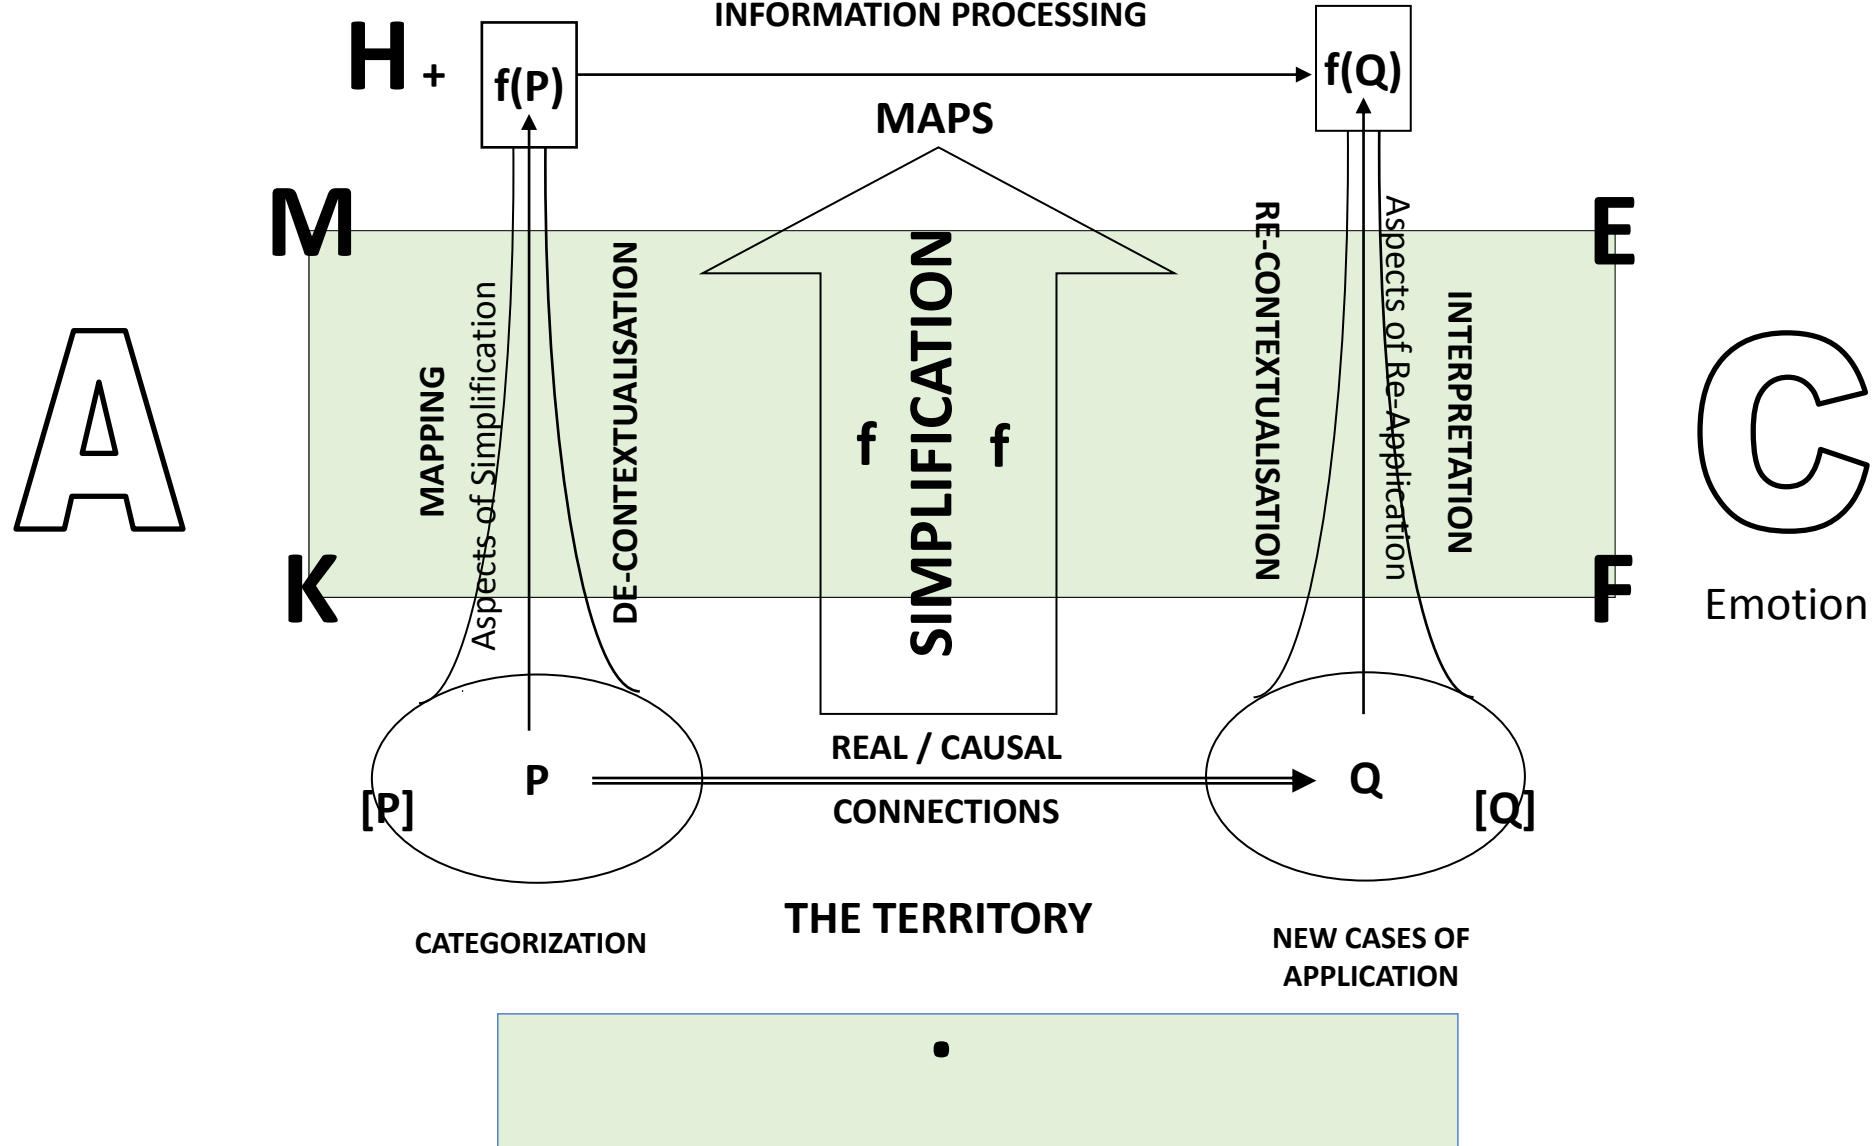 INFORMATION PROCESSING
H +
f(P)
f(Q)
MAPS
M
E
A
MAPPING
Aspects of Simplification
DE-CONTEXTUALISATION
f
SIMPLIFICATION
f
RE-CONTEXTUALISATION
Aspects of Re-Application
INTERPRETATION
C
K
F
Emotion
REAL / CAUSAL
P
Q
[P]
[Q]
CONNECTIONS
THE TERRITORY
CATEGORIZATION
NEW CASES OF
APPLICATION
.